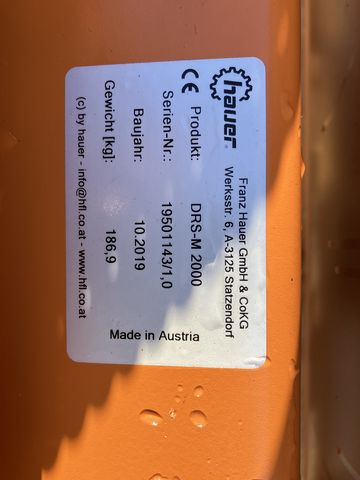 hauer
Franz Hauer GmbH & CoKG
Werksstr. 6, A-3125 Statzendorf
CE Produkt: DRS-M 2000
Serien-Nr.: 19501143/1,0
Baujahr: 10.2019
Gewicht [kg]: 186,9
Made in Austria
(c) by hauer - info@hfl.co.at - www.hfl.co.at